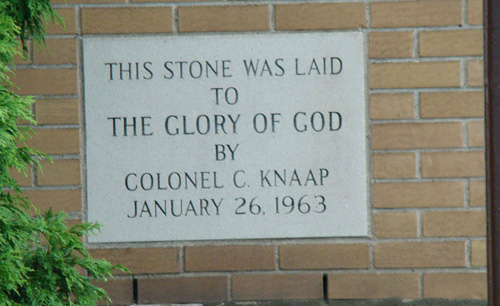 THIS STONE WAS LAID
TO
THE GLORY OF GOD
BY
COLONEL C. KNAAP
JANUARY 26, 1963